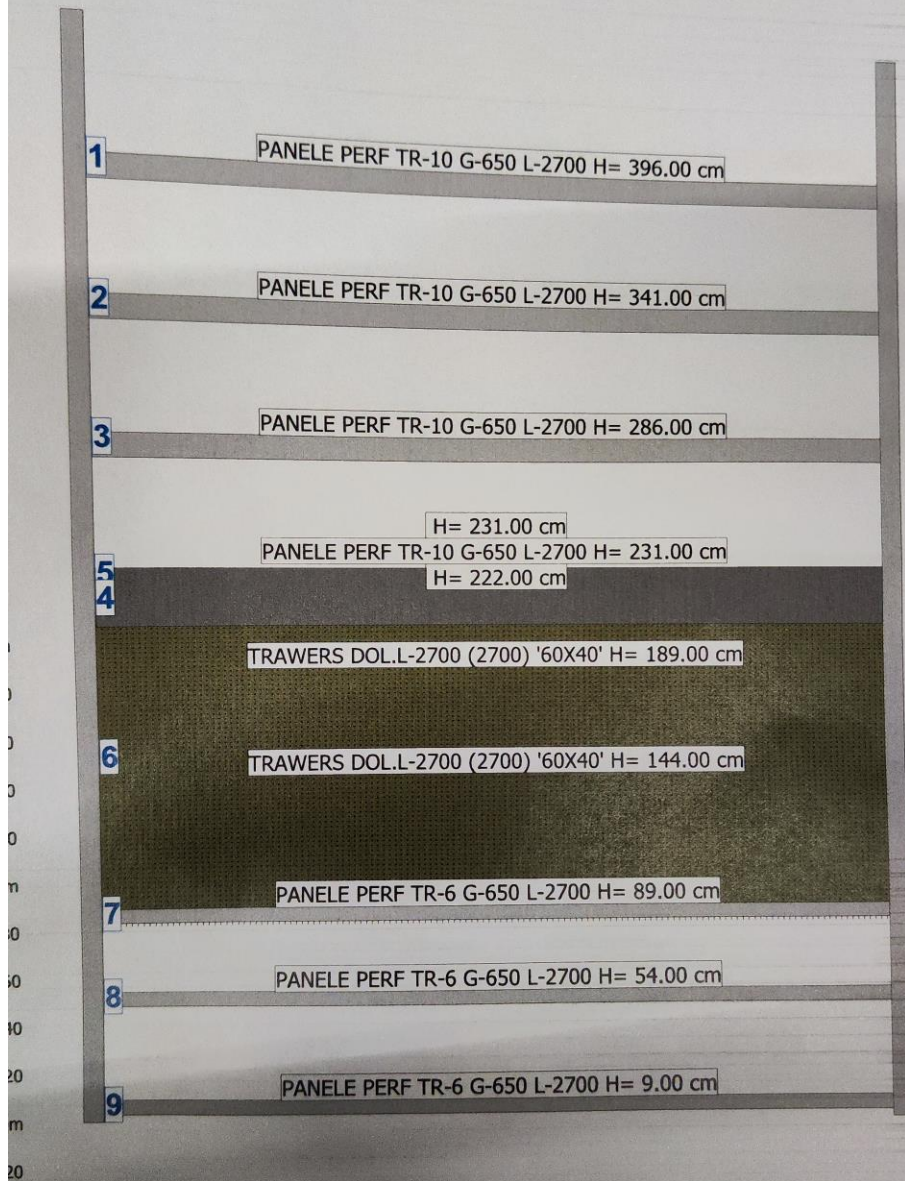 1
PANELE PERF TR-10 G-650 L-2700 H= 396.00 cm
2
PANELE PERF TR-10 G-650 L-2700 H= 341.00 cm
3
PANELE PERF TR-10 G-650 L-2700 H= 286.00 cm
H= 231.00 cm
PANELE PERF TR-10 G-650 L-2700 H= 231.00 cm
5
H= 222.00 cm
4
TRAWERS DOL.L-2700 (2700) '60X40' H= 189.00 cm
6
TRAWERS DOL.L-2700 (2700) '60X40' H= 144.00 cm
PANELE PERF TR-6 G-650 L-2700 H= 89.00 cm
7
PANELE PERF TR-6 G-650 L-2700 H= 54.00 cm
8
PANELE PERF TR-6 G-650 L-2700 H= 9.00 cm
9